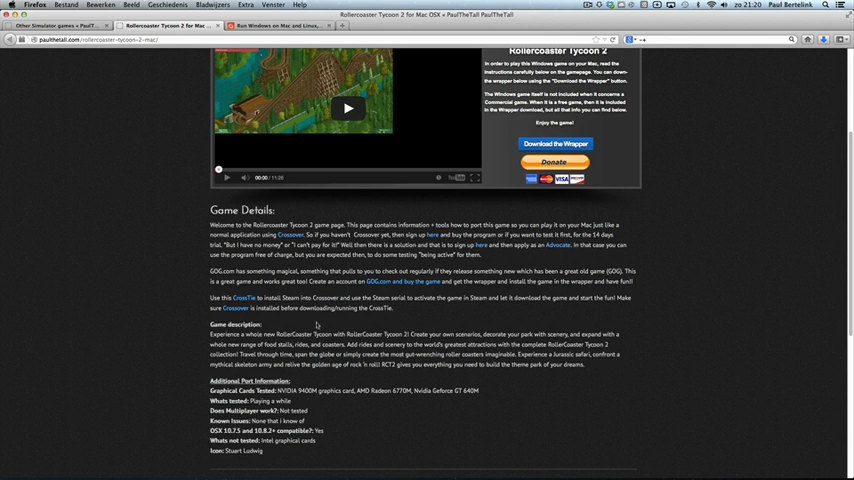 Firefox Archief Bewerken Beeld Geschiedenis Bladwijzers Extra Venster Help zo 21:20 Paul Bertelink
Rollercoaster Tycoon 2 for Mac OSX « PaulTheTall PaulTheTall
Other Simulator games « PaulT... Rollercoaster Tycoon 2 for Mac ... Run Windows on Mac and Linux, ...
paulthetall.com/rollercoaster-tycoon-2-mac/
Rollercoaster Tycoon 2
In order to play this Windows game on your Mac, read the
instructions carefully below on the gamepage. You can down-
the wrapper below using the "Download the Wrapper" button.
The Windows game itself is not included when it concerns a
Commercial game. When it is a free game, then it is included
in the Wrapper download, but all that info you can find below.
Enjoy the game!
Download the Wrapper
Donate
VISA
00:00 / 11:26
YouTube
Game Details:
Welcome to the Rollercoaster Tycoon 2 game page. This page contains information + tools how to port this game so you can play it on your Mac just like a
normal application using Crossover. So if you haven't Crossover yet, then sign up here and buy the program or if you want to test it first, for the 14 days
trial. "But I have no money" or "I can't pay for it!" Well then there is a solution and that is to sign up here and then apply as an Advocate. In that case you can
use the program free of charge, but you are expected then, to do some testing "being active" for them.
GOG.com has something magical, something that pulls to you to check out regularly if they release something new which has been a great old game (GOG). This
is a great game and works great too! Create an account on GOG.com and buy the game and get the wrapper and install the game in the wrapper and have fun!!
Use this CrossTie to install Steam into Crossover and use the Steam serial to activate the game in Steam and let it download the game and start the fun! Make
sure Crossover is installed before downloading/running the CrossTie.
Game description:
Experience a whole new RollerCoaster Tycoon with RollerCoaster Tycoon 2! Create your own scenarios, decorate your park with scenery, and expand with a
whole new range of food stalls, rides, and coasters. Add rides and scenery to the world's greatest attractions with the complete RollerCoaster Tycoon 2
collection! Travel through time, span the globe or simply create the most gut-wrenching roller coasters imaginable. Experience a Jurassic safari, confront a
mythical skeleton army and relive the golden age of rock 'n roll! RCT2 gives you everything you need to build the theme park of your dreams.
Additional Port Information:
Graphical Cards Tested: NVIDIA 9400M graphics card, AMD Radeon 6770M, Nvidia Geforce GT 640M
Whats tested: Playing a while
Does Multiplayer work?: Not tested
Known Issues: None that i know of
OSX 10.7.5 and 10.8.2+ compatible?: Yes
Whats not tested: Intel graphical cards
Icon: Stuart Ludwig